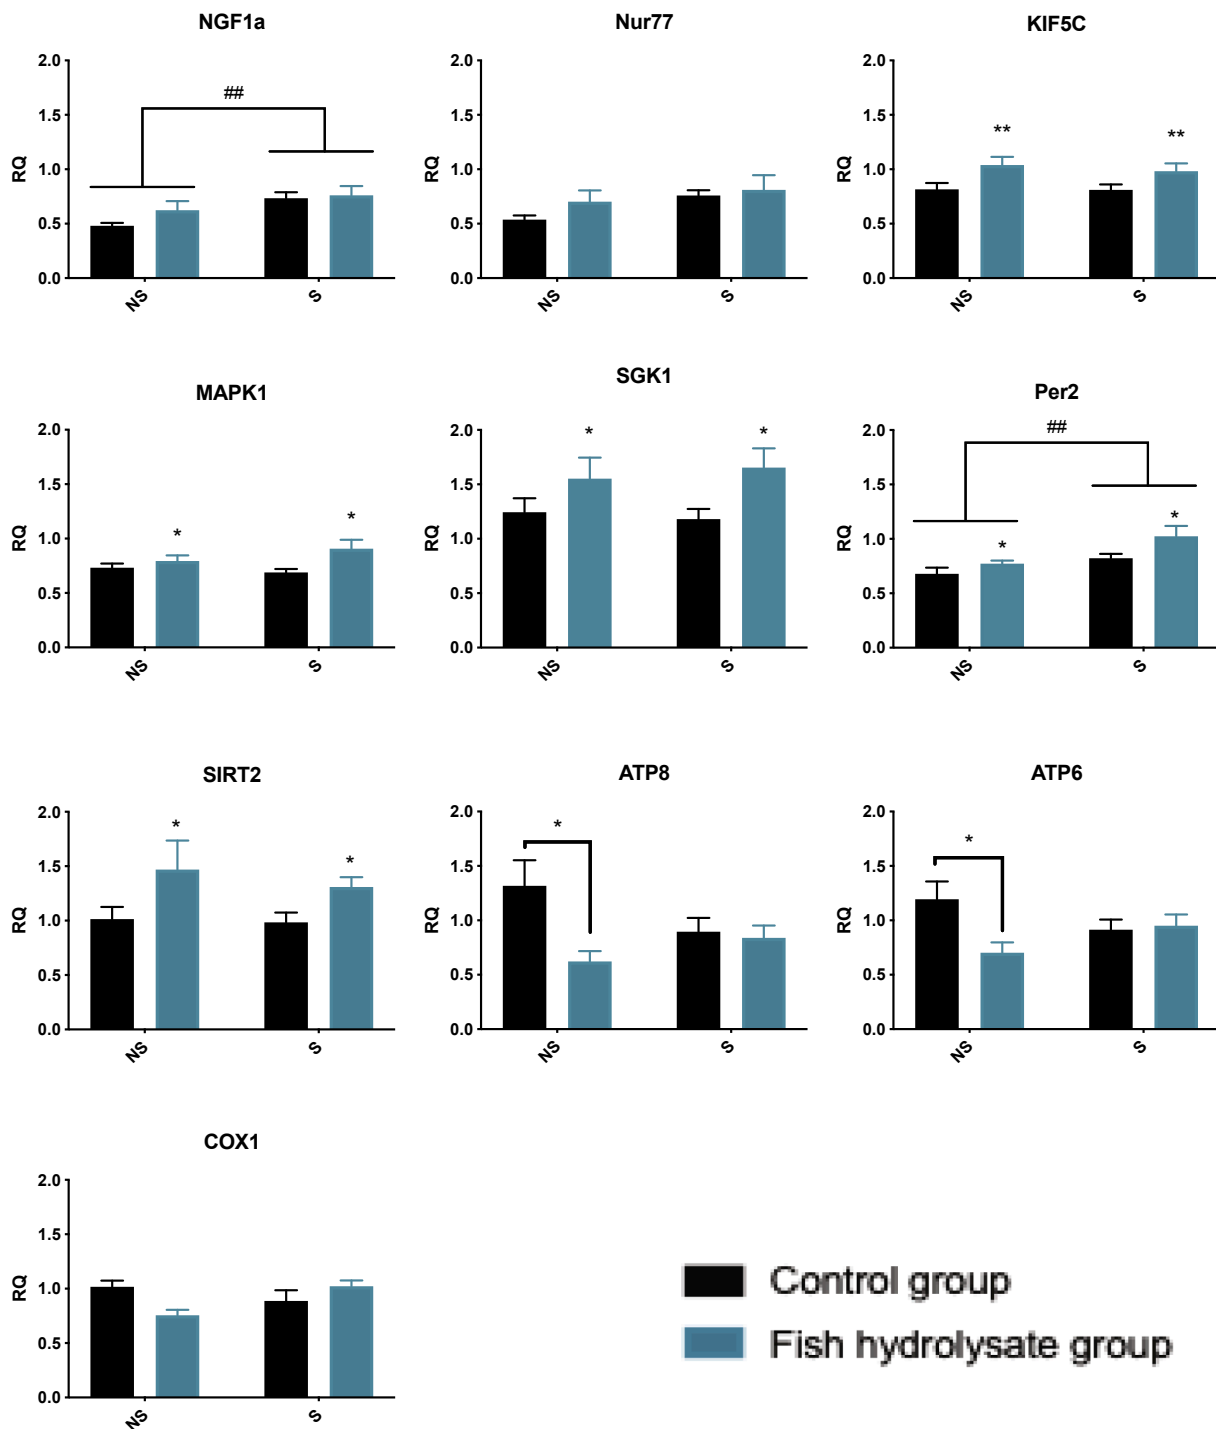 NGF1a
Nur77
KIF5C
2.0
1.5
1.0
0.5
0.0
RQ
##
NS
S
2.0
1.5
1.0
0.5
0.0
RQ
NS
S
2.0
1.5
1.0
0.5
0.0
RQ
**
**
NS
S
MAPK1
SGK1
Per2
2.0
1.5
1.0
0.5
0.0
RQ
*
*
NS
S
2.0
1.5
1.0
0.5
0.0
RQ
*
*
NS
S
2.0
1.5
1.0
0.5
0.0
RQ
##
*
*
NS
S
SIRT2
ATP8
ATP6
2.0
1.5
1.0
0.5
0.0
RQ
*
*
NS
S
2.0
1.5
1.0
0.5
0.0
RQ
*
NS
S
2.0
1.5
1.0
0.5
0.0
RQ
*
NS
S
COX1
2.0
1.5
1.0
0.5
0.0
RQ
NS
S
Control group
Fish hydrolysate group